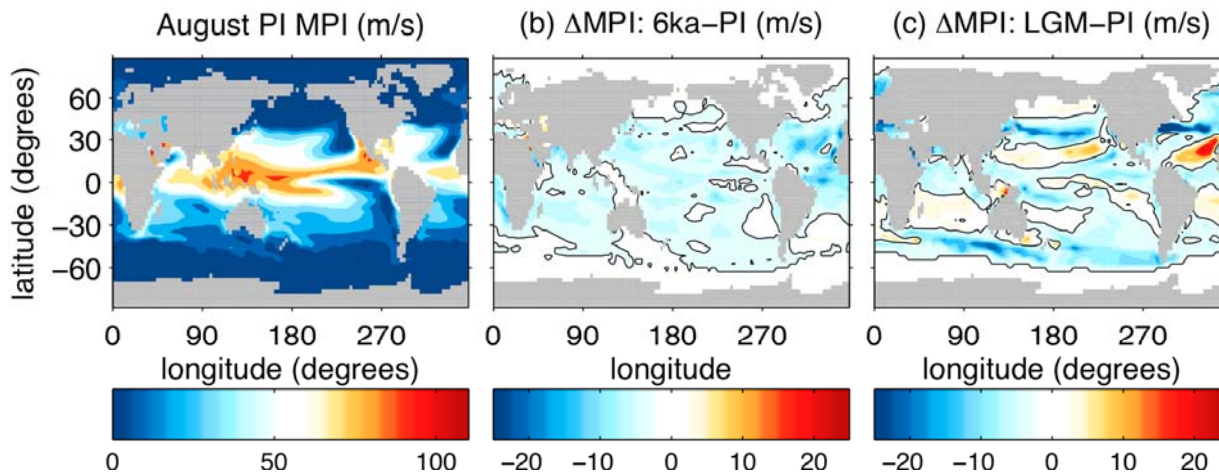 August PI MPI (m/s)
(b) ΔMPI: 6ka−PI (m/s)
(c) ΔMPI: LGM−PI (m/s)
latitude (degrees)
60
30
0
−30
−60
0 90 180 270
0 90 180 270
0 90 180 270
longitude (degrees)
longitude
longitude (degrees)
0 50 100
−20 −10 0 10 20
−20 −10 0 10 20